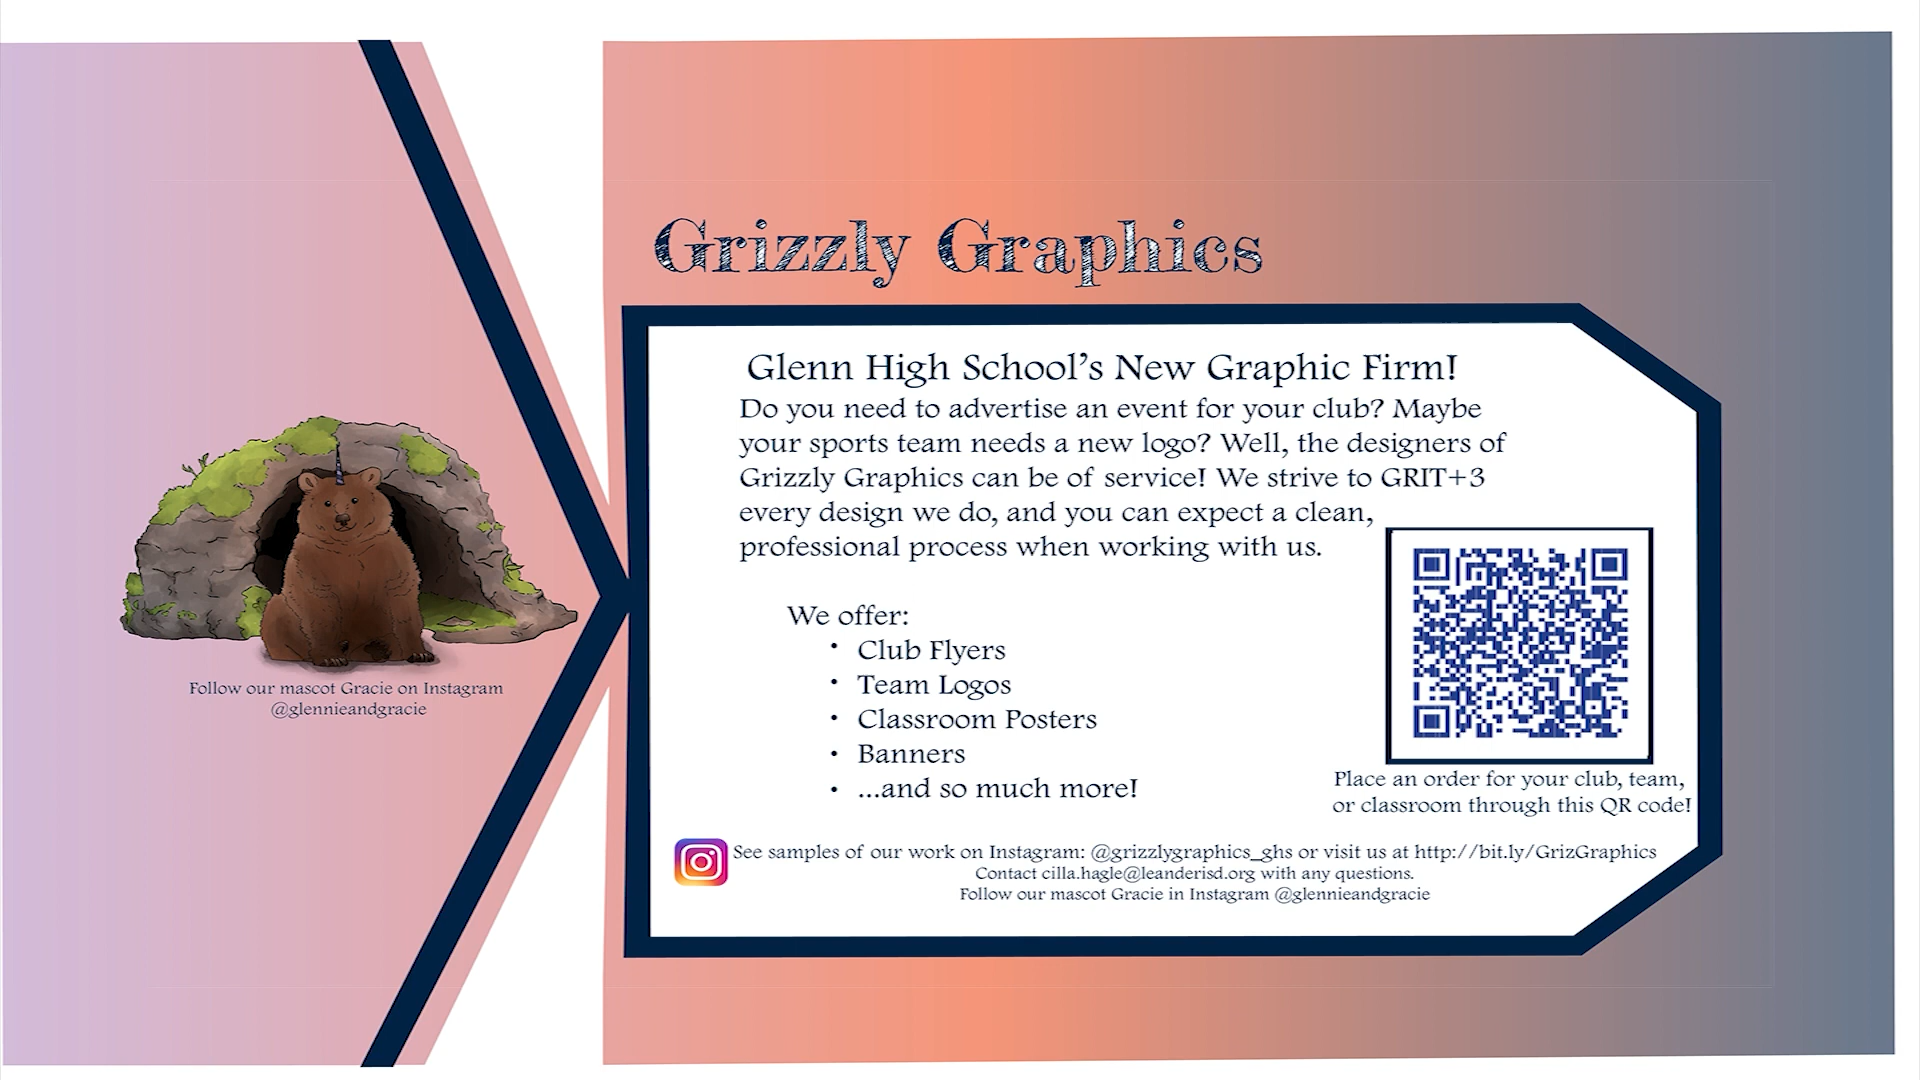 Grizzly Graphics
Glenn High School's New Graphic Firm!
Do you need to advertise an event for your club? Maybe
your sports team needs a new logo? Well, the designers of
Grizzly Graphics can be of service! We strive to GRIT+3
every design we do, and you can expect a clean,
professional process when working with us.
We offer:
• Club Flyers
• Team Logos
• Classroom Posters
• Banners
• ...and so much more!
Place an order for your club, team,
or classroom through this QR code!
See samples of our work on Instagram: @grizzlygraphics_ghs or visit us at http://bit.ly/GrizGraphics
Contact cilla.hagle@leanderisd.org with any questions.
Follow our mascot Gracie in Instagram @glennieandgracie
Follow our mascot Gracie on Instagram
@glennieandgracie